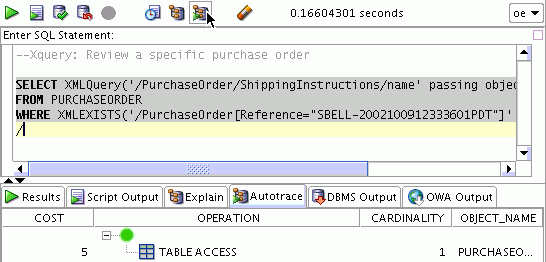 0.16604301 seconds
oe
Enter SQL Statement:
--Xquery: Review a specific purchase order
SELECT XMLQuery('/PurchaseOrder/ShippingInstructions/name' passing objec
FROM PURCHASEORDER
WHERE XMLEXISTS('/PurchaseOrder[Reference="SBELL-2002100912333601PDT"]'
/
Results Script Output Explain Autotrace DBMS Output OWA Output
COST OPERATION CARDINALITY OBJECT_NAME
5 TABLE ACCESS 1 PURCHASEO...